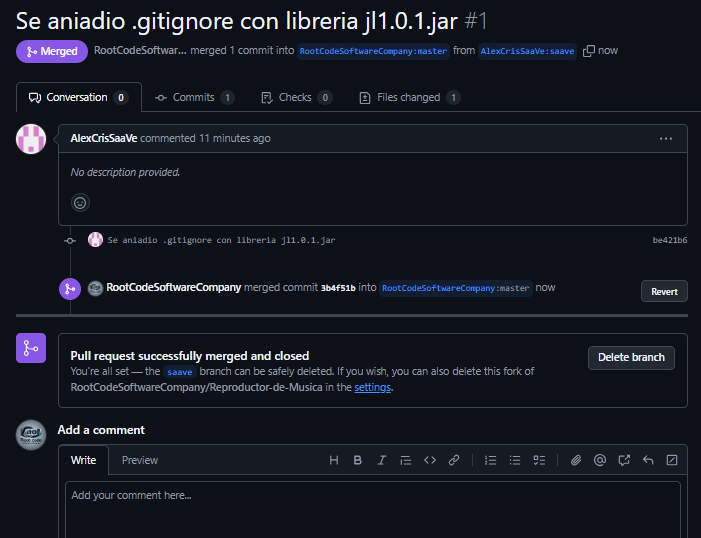 Se aniadio .gitignore con libreria jl1.0.1.jar #1
Merged RootCodeSoftwar... merged 1 commit into RootCodeSoftwareCompany:master from AlexCrisSaaVe:saave now
Conversation 0 Commits 1 Checks 0 Files changed 1
AlexCrisSaaVe commented 11 minutes ago
No description provided.
Se aniadio .gitignore con libreria jl1.0.1.jar be421b6
RootCodeSoftwareCompany merged commit 3b4f51b into RootCodeSoftwareCompany:master now Revert
Pull request successfully merged and closed
You're all set — the saave branch can be safely deleted. If you wish, you can also delete this fork of
RootCodeSoftwareCompany/Reproductor-de-Musica in the settings.
Delete branch
Add a comment
Write Preview
Add your comment here...